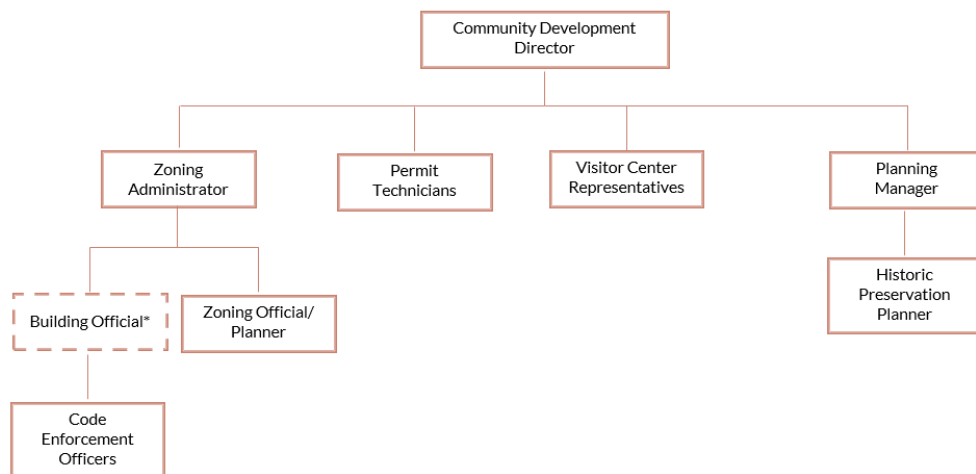 Community Development
Director
Zoning
Administrator
Permit
Technicians
Visitor Center
Representatives
Planning
Manager
Building Official*
Zoning Official/
Planner
Historic
Preservation
Planner
Code
Enforcement
Officers